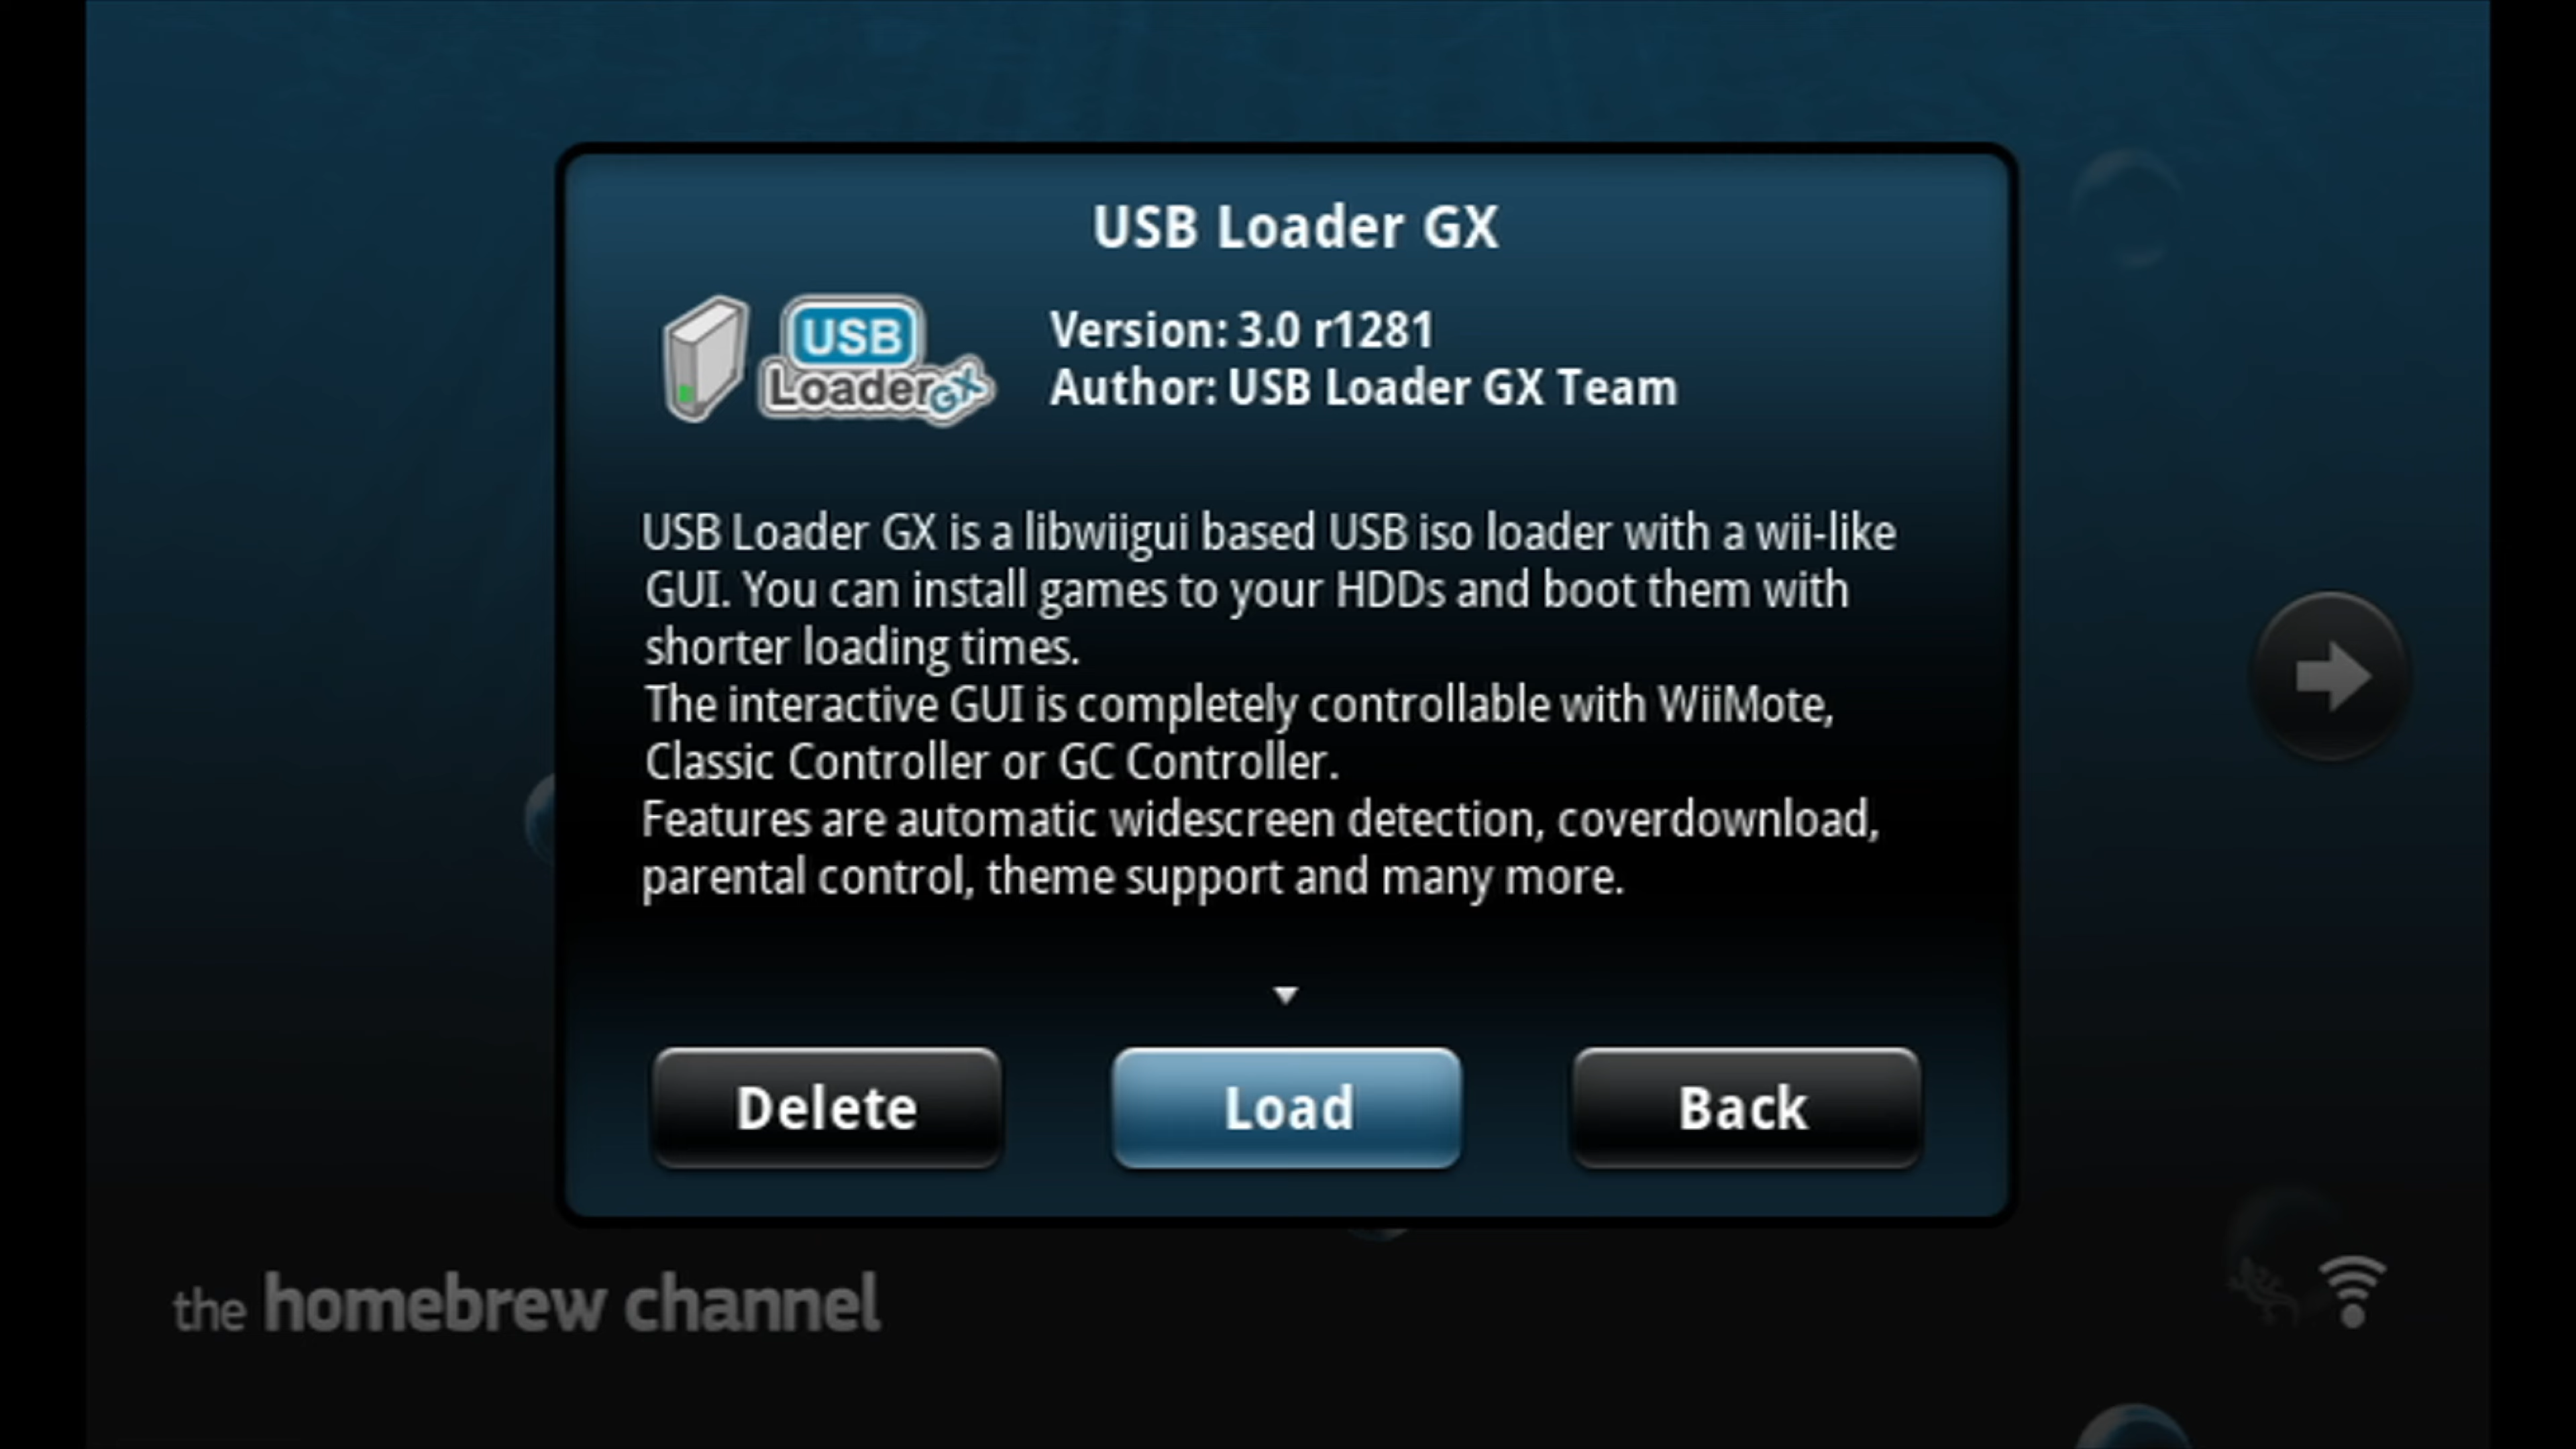 USB Loader GX
USB
LoaderGX
Version: 3.0 r1281
Author: USB Loader GX Team
USB Loader GX is a libwiigui based USB iso loader with a wii-like
GUI. You can install games to your HDDs and boot them with
shorter loading times.
The interactive GUI is completely controllable with WiiMote,
Classic Controller or GC Controller.
Features are automatic widescreen detection, coverdownload,
parental control, theme support and many more.
Delete
Load
Back
the homebrew channel